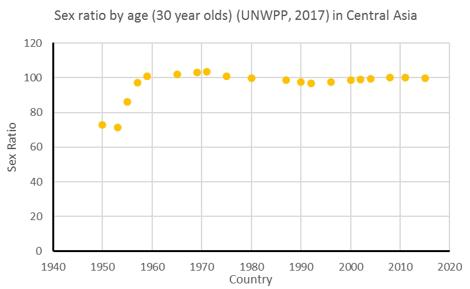 Sex ratio by age (30 year olds) (UNWPP, 2017) in Central Asia
120
100
80
60
40
20
0
Sex Ratio
1940 1950 1960 1970 1980 1990 2000 2010 2020
Country